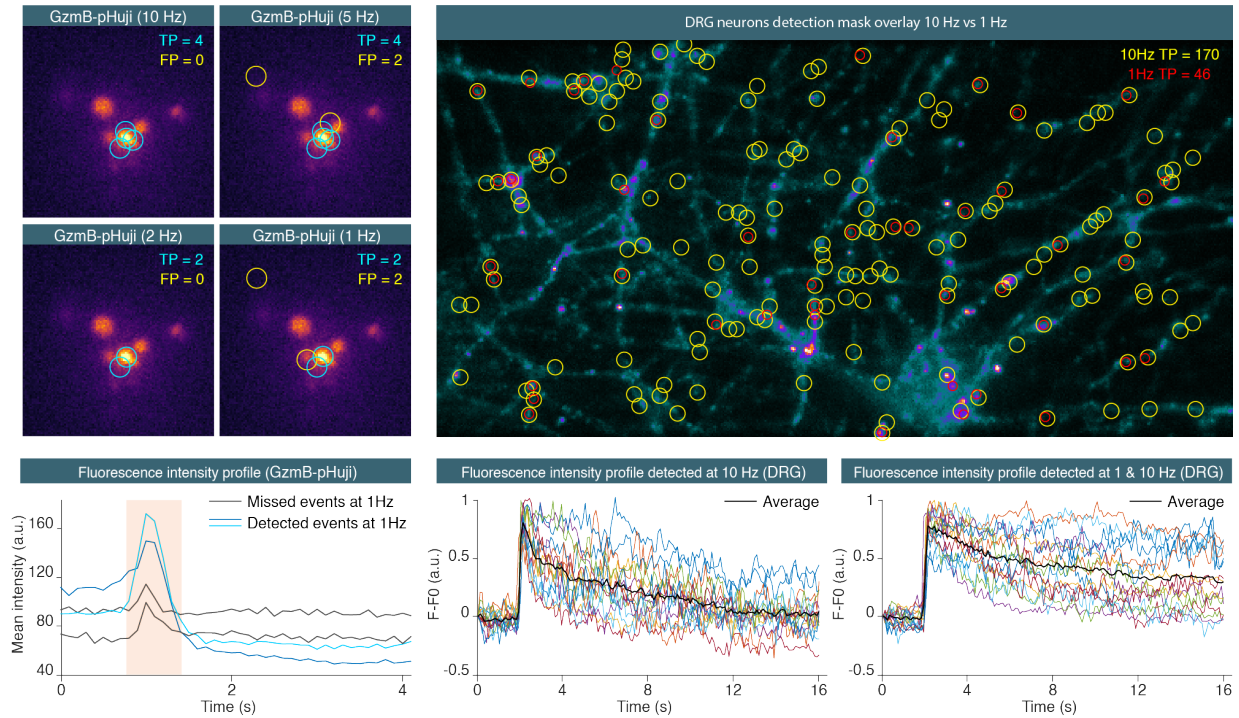 GzmB-pHuji (10 Hz)
TP = 4
FP = 0
GzmB-pHuji (5 Hz)
TP = 4
FP = 2
GzmB-pHuji (2 Hz)
TP = 2
FP = 0
GzmB-pHuji (1 Hz)
TP = 2
FP = 2
DRG neurons detection mask overlay 10 Hz vs 1 Hz
10Hz TP = 170
1Hz TP = 46
Fluorescence intensity profile (GzmB-pHuji)
Missed events at 1Hz
Detected events at 1Hz
Mean intensity (a.u.)
160
120
80
40
0
2
4
Time (s)
Fluorescence intensity profile detected at 10 Hz (DRG)
Average
F-F0 (a.u.)
1
0.5
0
-0.5
0
4
8
12
16
Time (s)
Fluorescence intensity profile detected at 1 & 10 Hz (DRG)
Average
F-F0 (a.u.)
1
0.5
0
-0.5
0
4
8
12
16
Time (s)